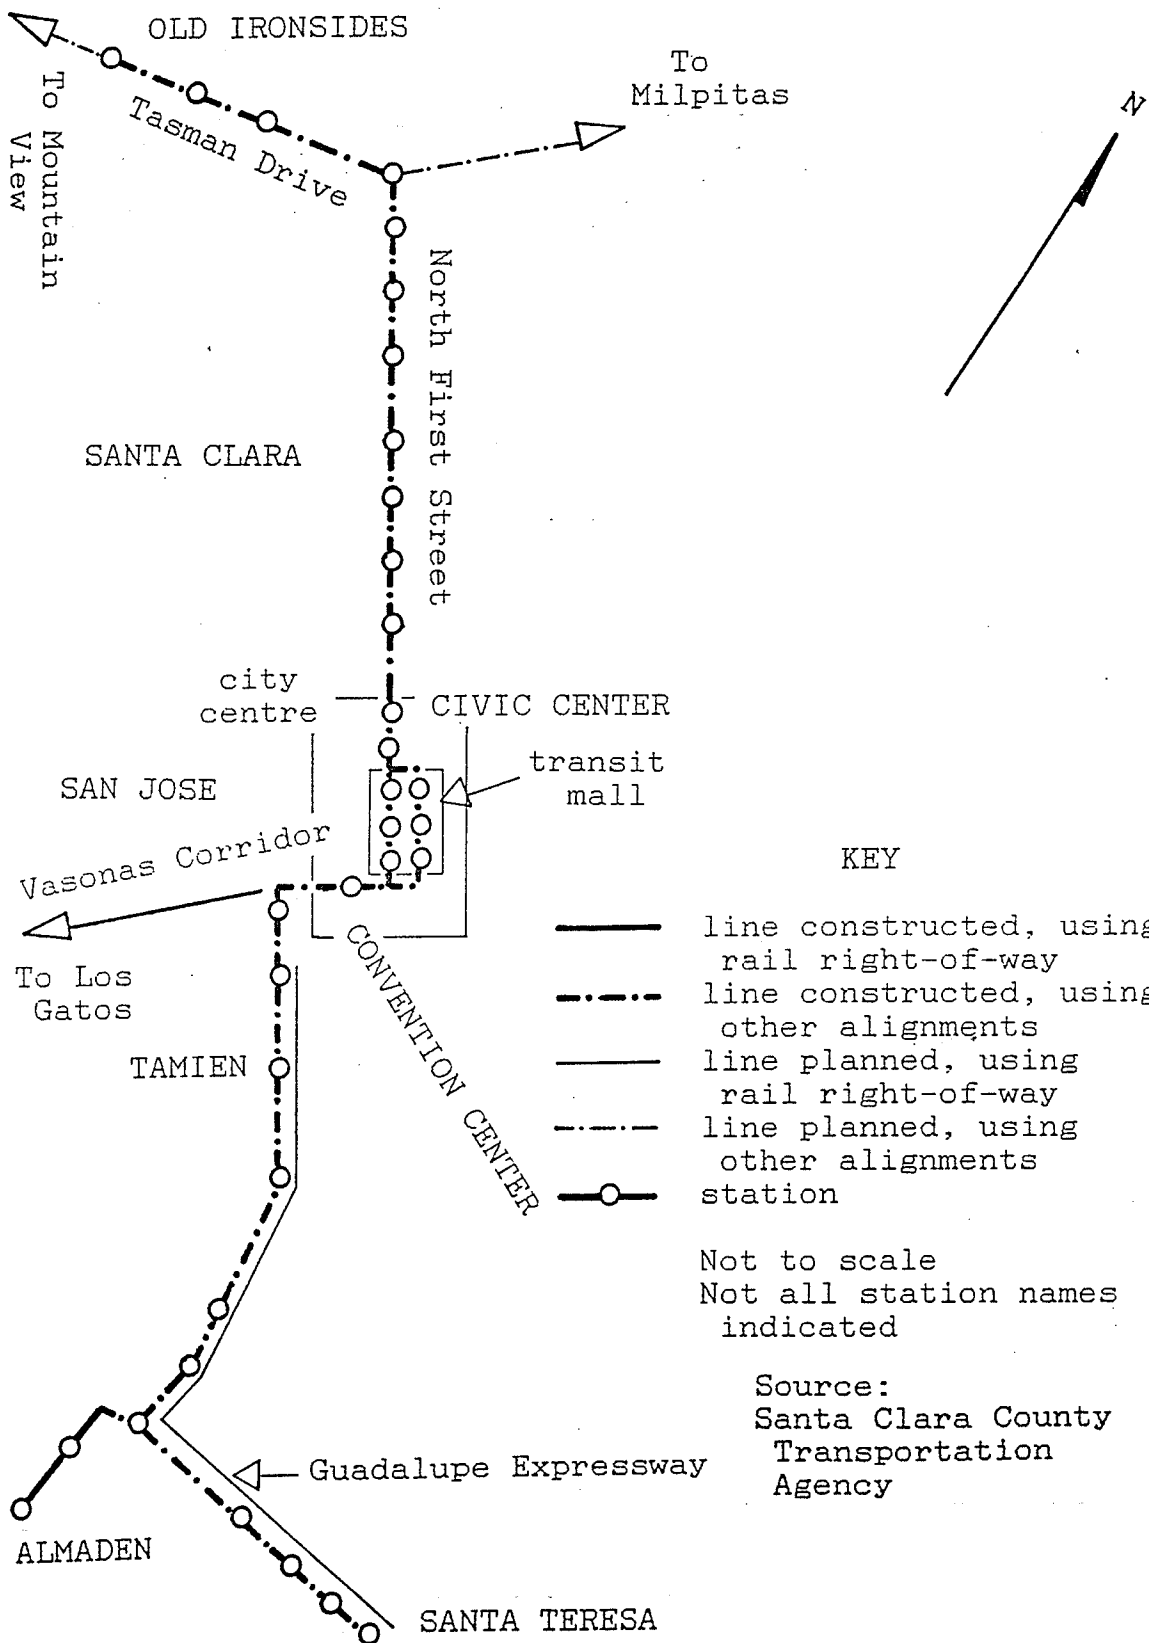 OLD IRONSIDES
To
Milpitas
N
To Mountain
View
Tasman Drive
North First Street
SANTA CLARA
city
centre
CIVIC CENTER
transit
mall
SAN JOSE
Vasonas Corridor
To Los
Gatos
CONVENTION CENTER
TAMIEN
KEY
line constructed, using
rail right-of-way
line constructed, using
other alignments
line planned, using
rail right-of-way
line planned, using
other alignments
station
Not to scale
Not all station names
indicated
Source:
Santa Clara County
Transportation
Agency
Guadalupe Expressway
ALMADEN
SANTA TERESA